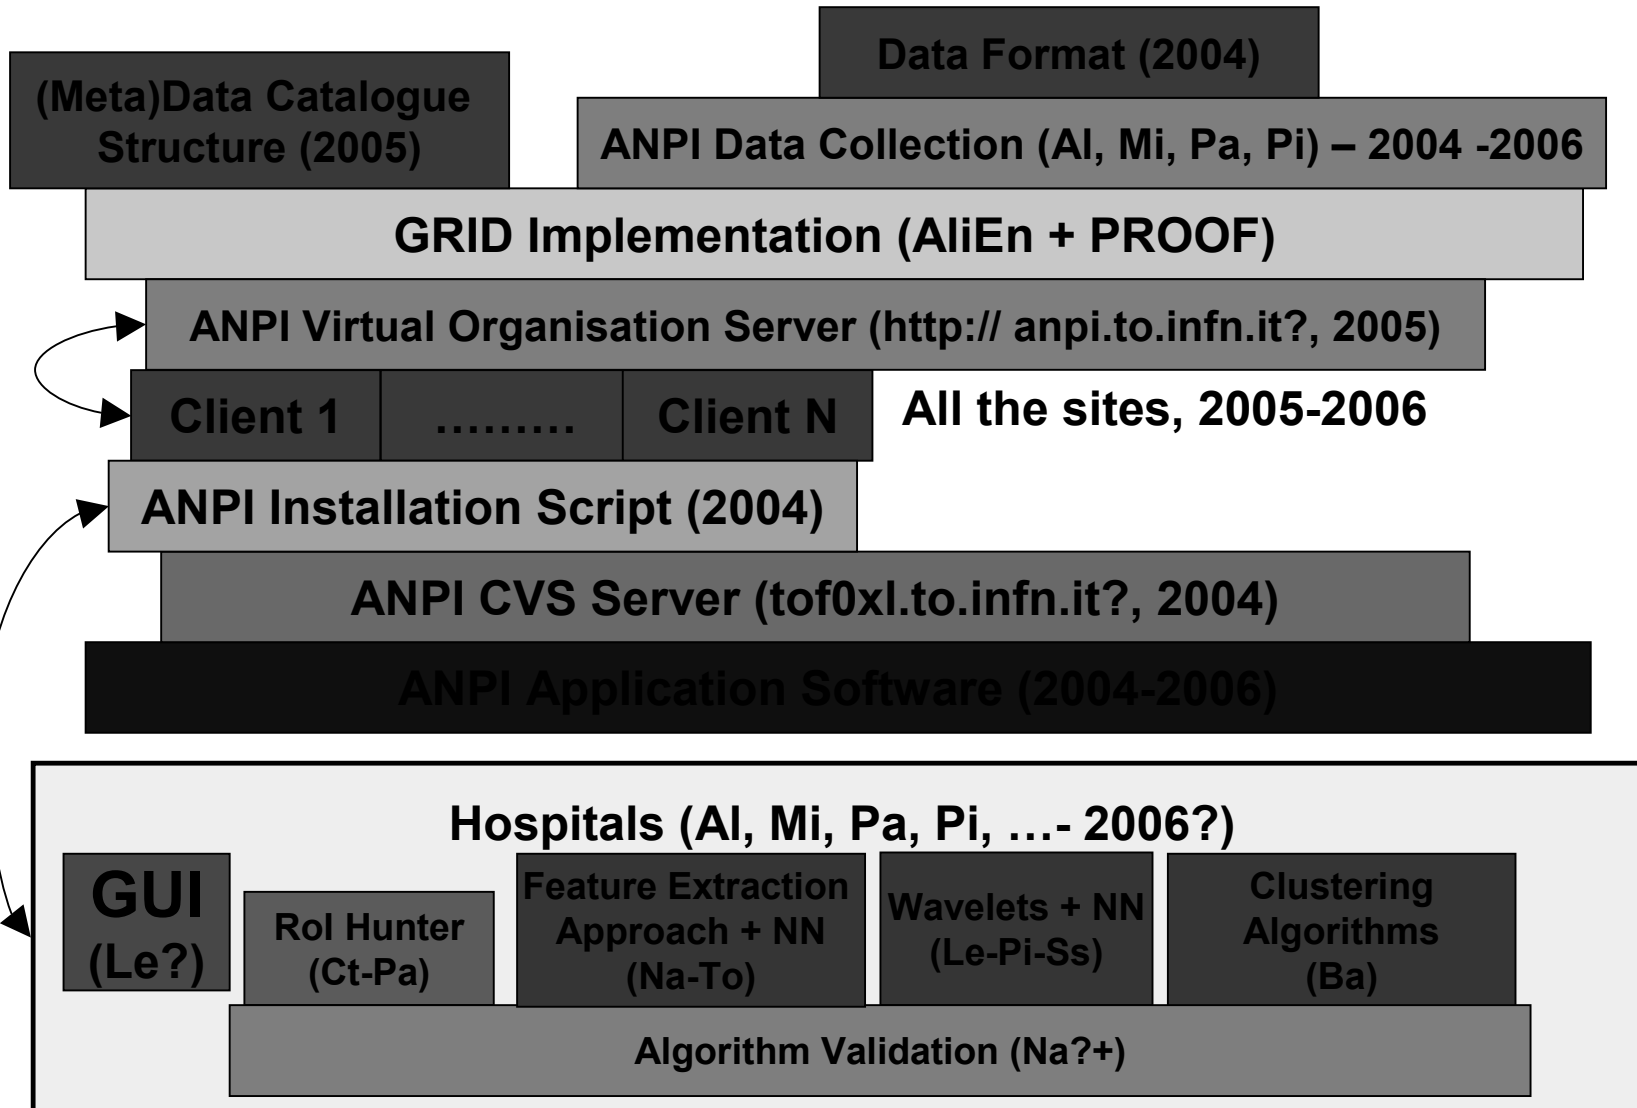 Data Format (2004)
(Meta)Data Catalogue
Structure (2005)
ANPI Data Collection (Al, Mi, Pa, Pi) – 2004 -2006
GRID Implementation (AliEn + PROOF)
ANPI Virtual Organisation Server (http:// anpi.to.infn.it?, 2005)
Client 1
.........
Client N
All the sites, 2005-2006
ANPI Installation Script (2004)
ANPI CVS Server (tof0xl.to.infn.it?, 2004)
ANPI Application Software (2004-2006)
Hospitals (Al, Mi, Pa, Pi, …- 2006?)
GUI
(Le?)
RoI Hunter
(Ct-Pa)
Feature Extraction
Approach + NN
(Na-To)
Wavelets + NN
(Le-Pi-Ss)
Clustering
Algorithms
(Ba)
Algorithm Validation (Na?+)